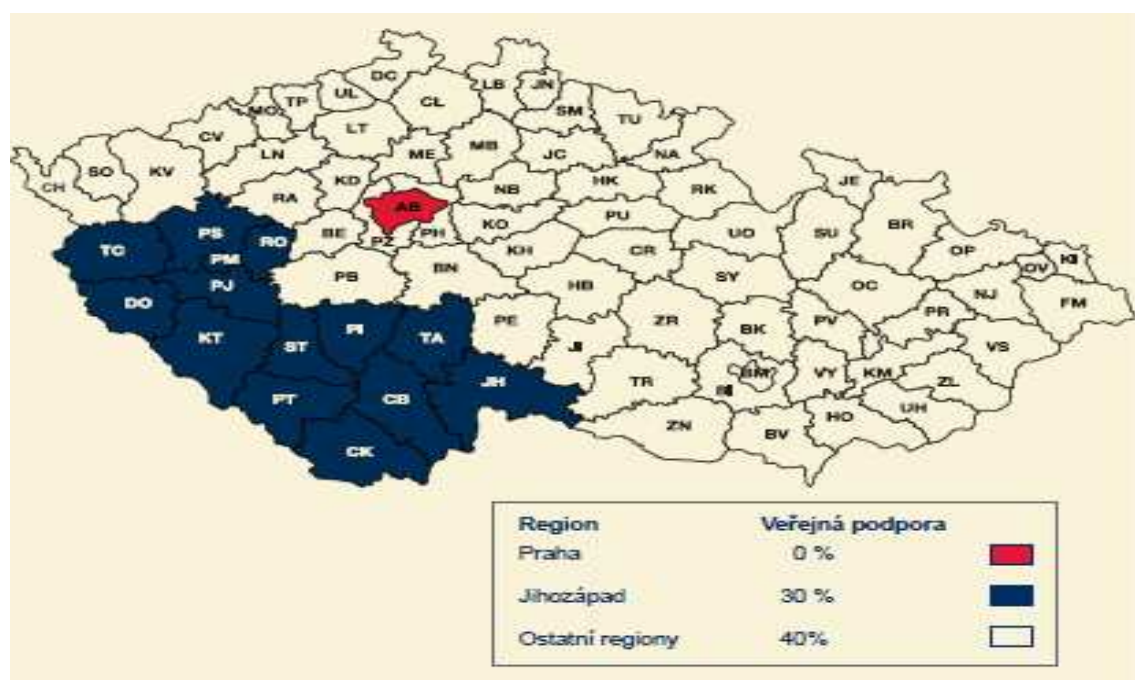 DC
LB JN
UL
TP CL
MO SM
TU
CV LT
LN ME MB JC NA
CH SO KV KD
RA NB HK RK JE
AB
PS RO BE PZ PH KO PU UO SU BR
TC PM KH CR OP
PB BN SY OV KI
DO PJ HB OC NJ FM
KT ST PI TA PE ZR BK PV PR
JI VS
JH TR BM VY KM ZL
PT CB BI
ZN HO UH
BV
CK
Region Veřejná podpora
Praha 0 %
Jihozápad 30 %
Ostatní regiony 40%